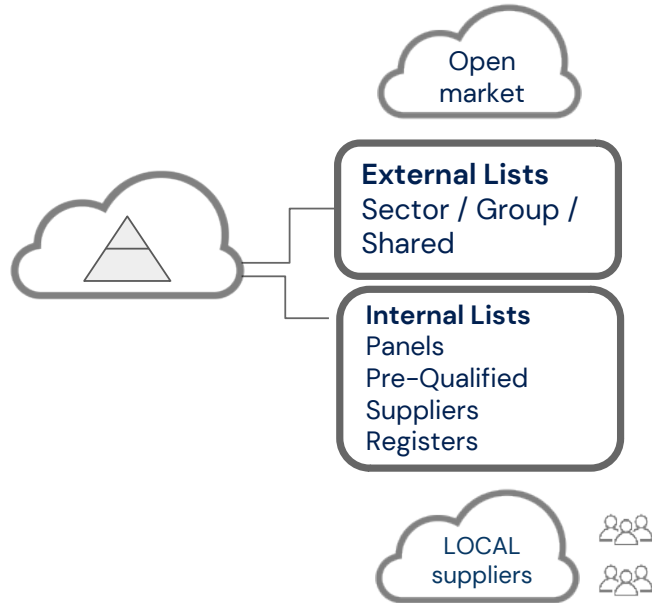 Open
market
External Lists
Sector / Group /
Shared
Internal Lists
Panels
Pre-Qualified
Suppliers
Registers
LOCAL
suppliers